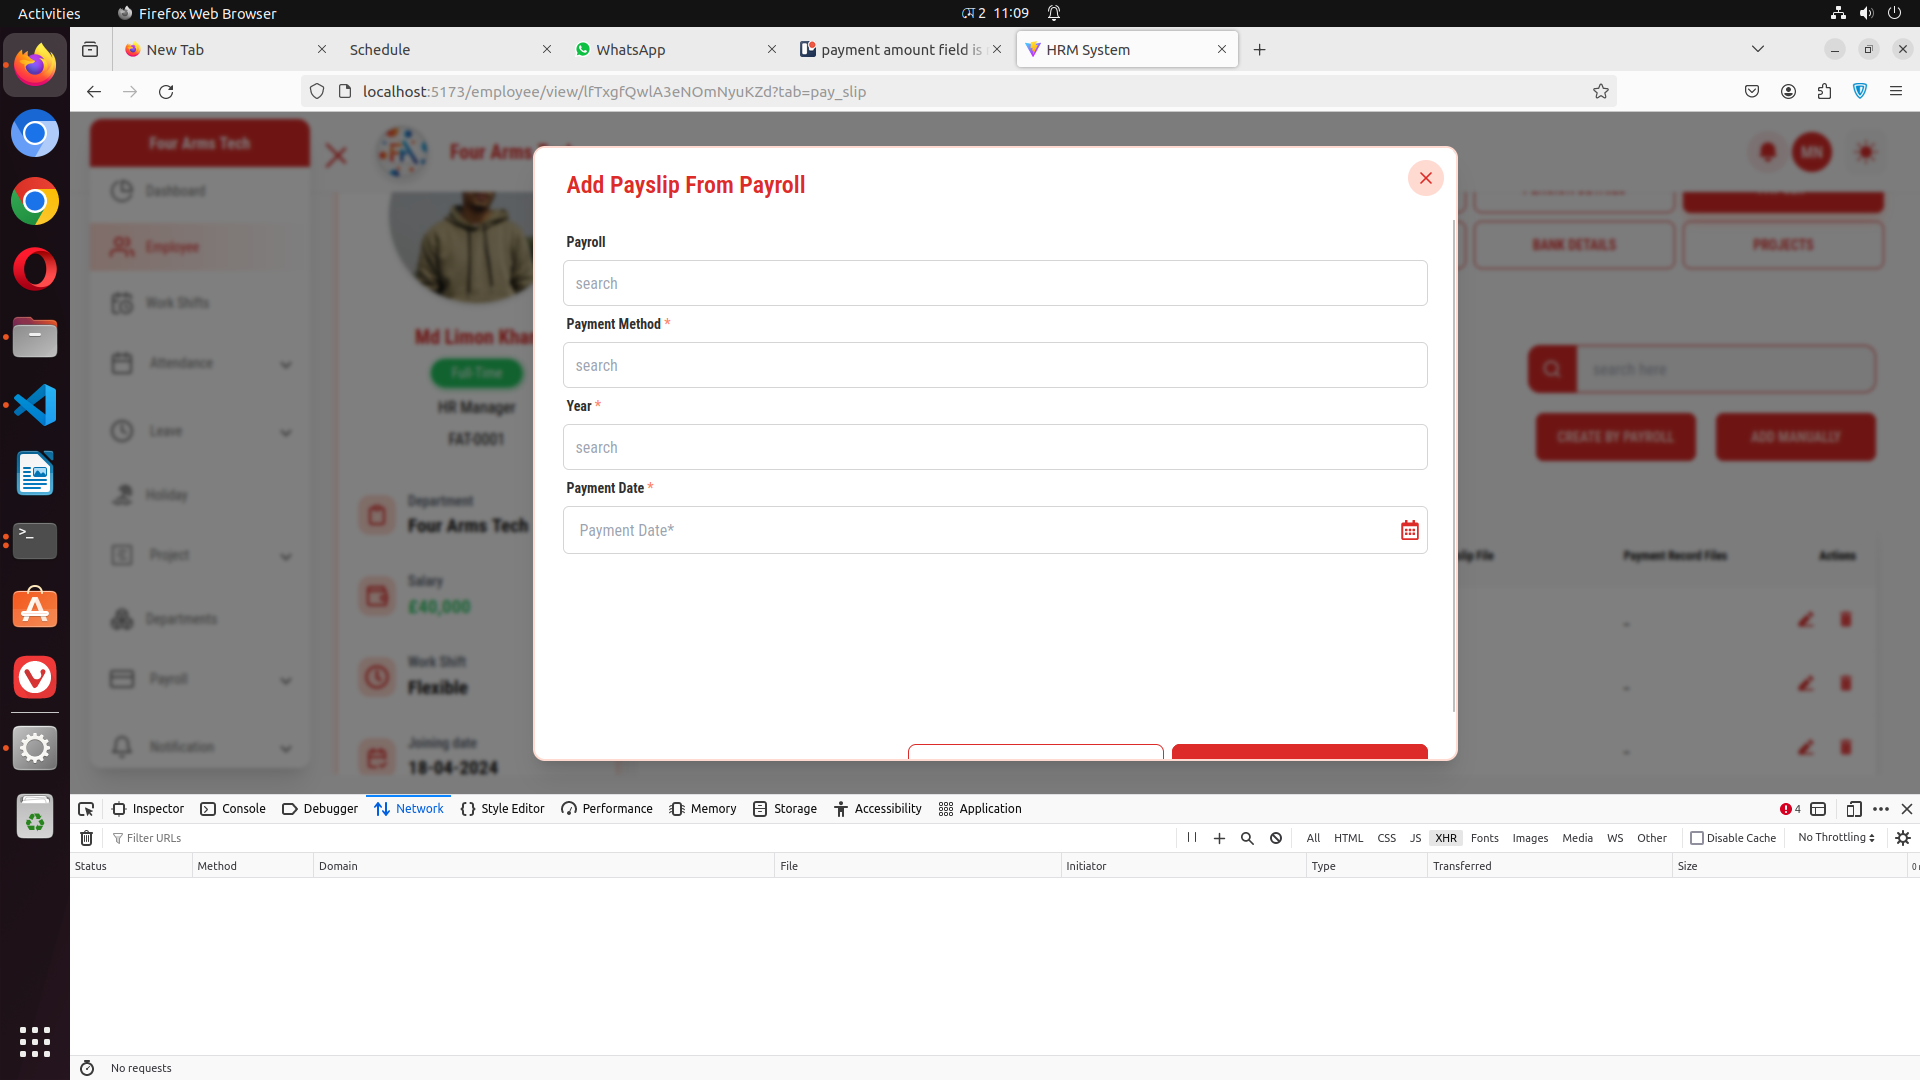 Activities
Firefox Web Browser
2 11:09
New Tab
Schedule
WhatsApp
payment amount field is
HRM System
localhost:5173/employee/view/lfTxgfQwlA3eNOmNyuKZd?tab=pay_slip
Four Arms Tech
Four Arms
MN
Dashboard
Employee
Work Shifts
Attendance
Leave
Holiday
Project
Departments
Payroll
Notification
Md Limon Khan
Full-Time
HR Manager
FAT-0001
Department
Four Arms Tech
Salary
£40,000
Work Shift
Flexible
Joining date
18-04-2024
Add Payslip From Payroll
Payroll
search
Payment Method *
search
Year *
search
Payment Date *
Payment Date*
BANK DETAILS
PROJECTS
search here
CREATE BY PAYROLL
ADD MANUALLY
File
Payment Record Files
Actions
-
-
-
Inspector
Console
Debugger
Network
Style Editor
Performance
Memory
Storage
Accessibility
Application
4
Filter URLs
All
HTML
CSS
JS
XHR
Fonts
Images
Media
WS
Other
Disable Cache
No Throttling
Status
Method
Domain
File
Initiator
Type
Transferred
Size
No requests